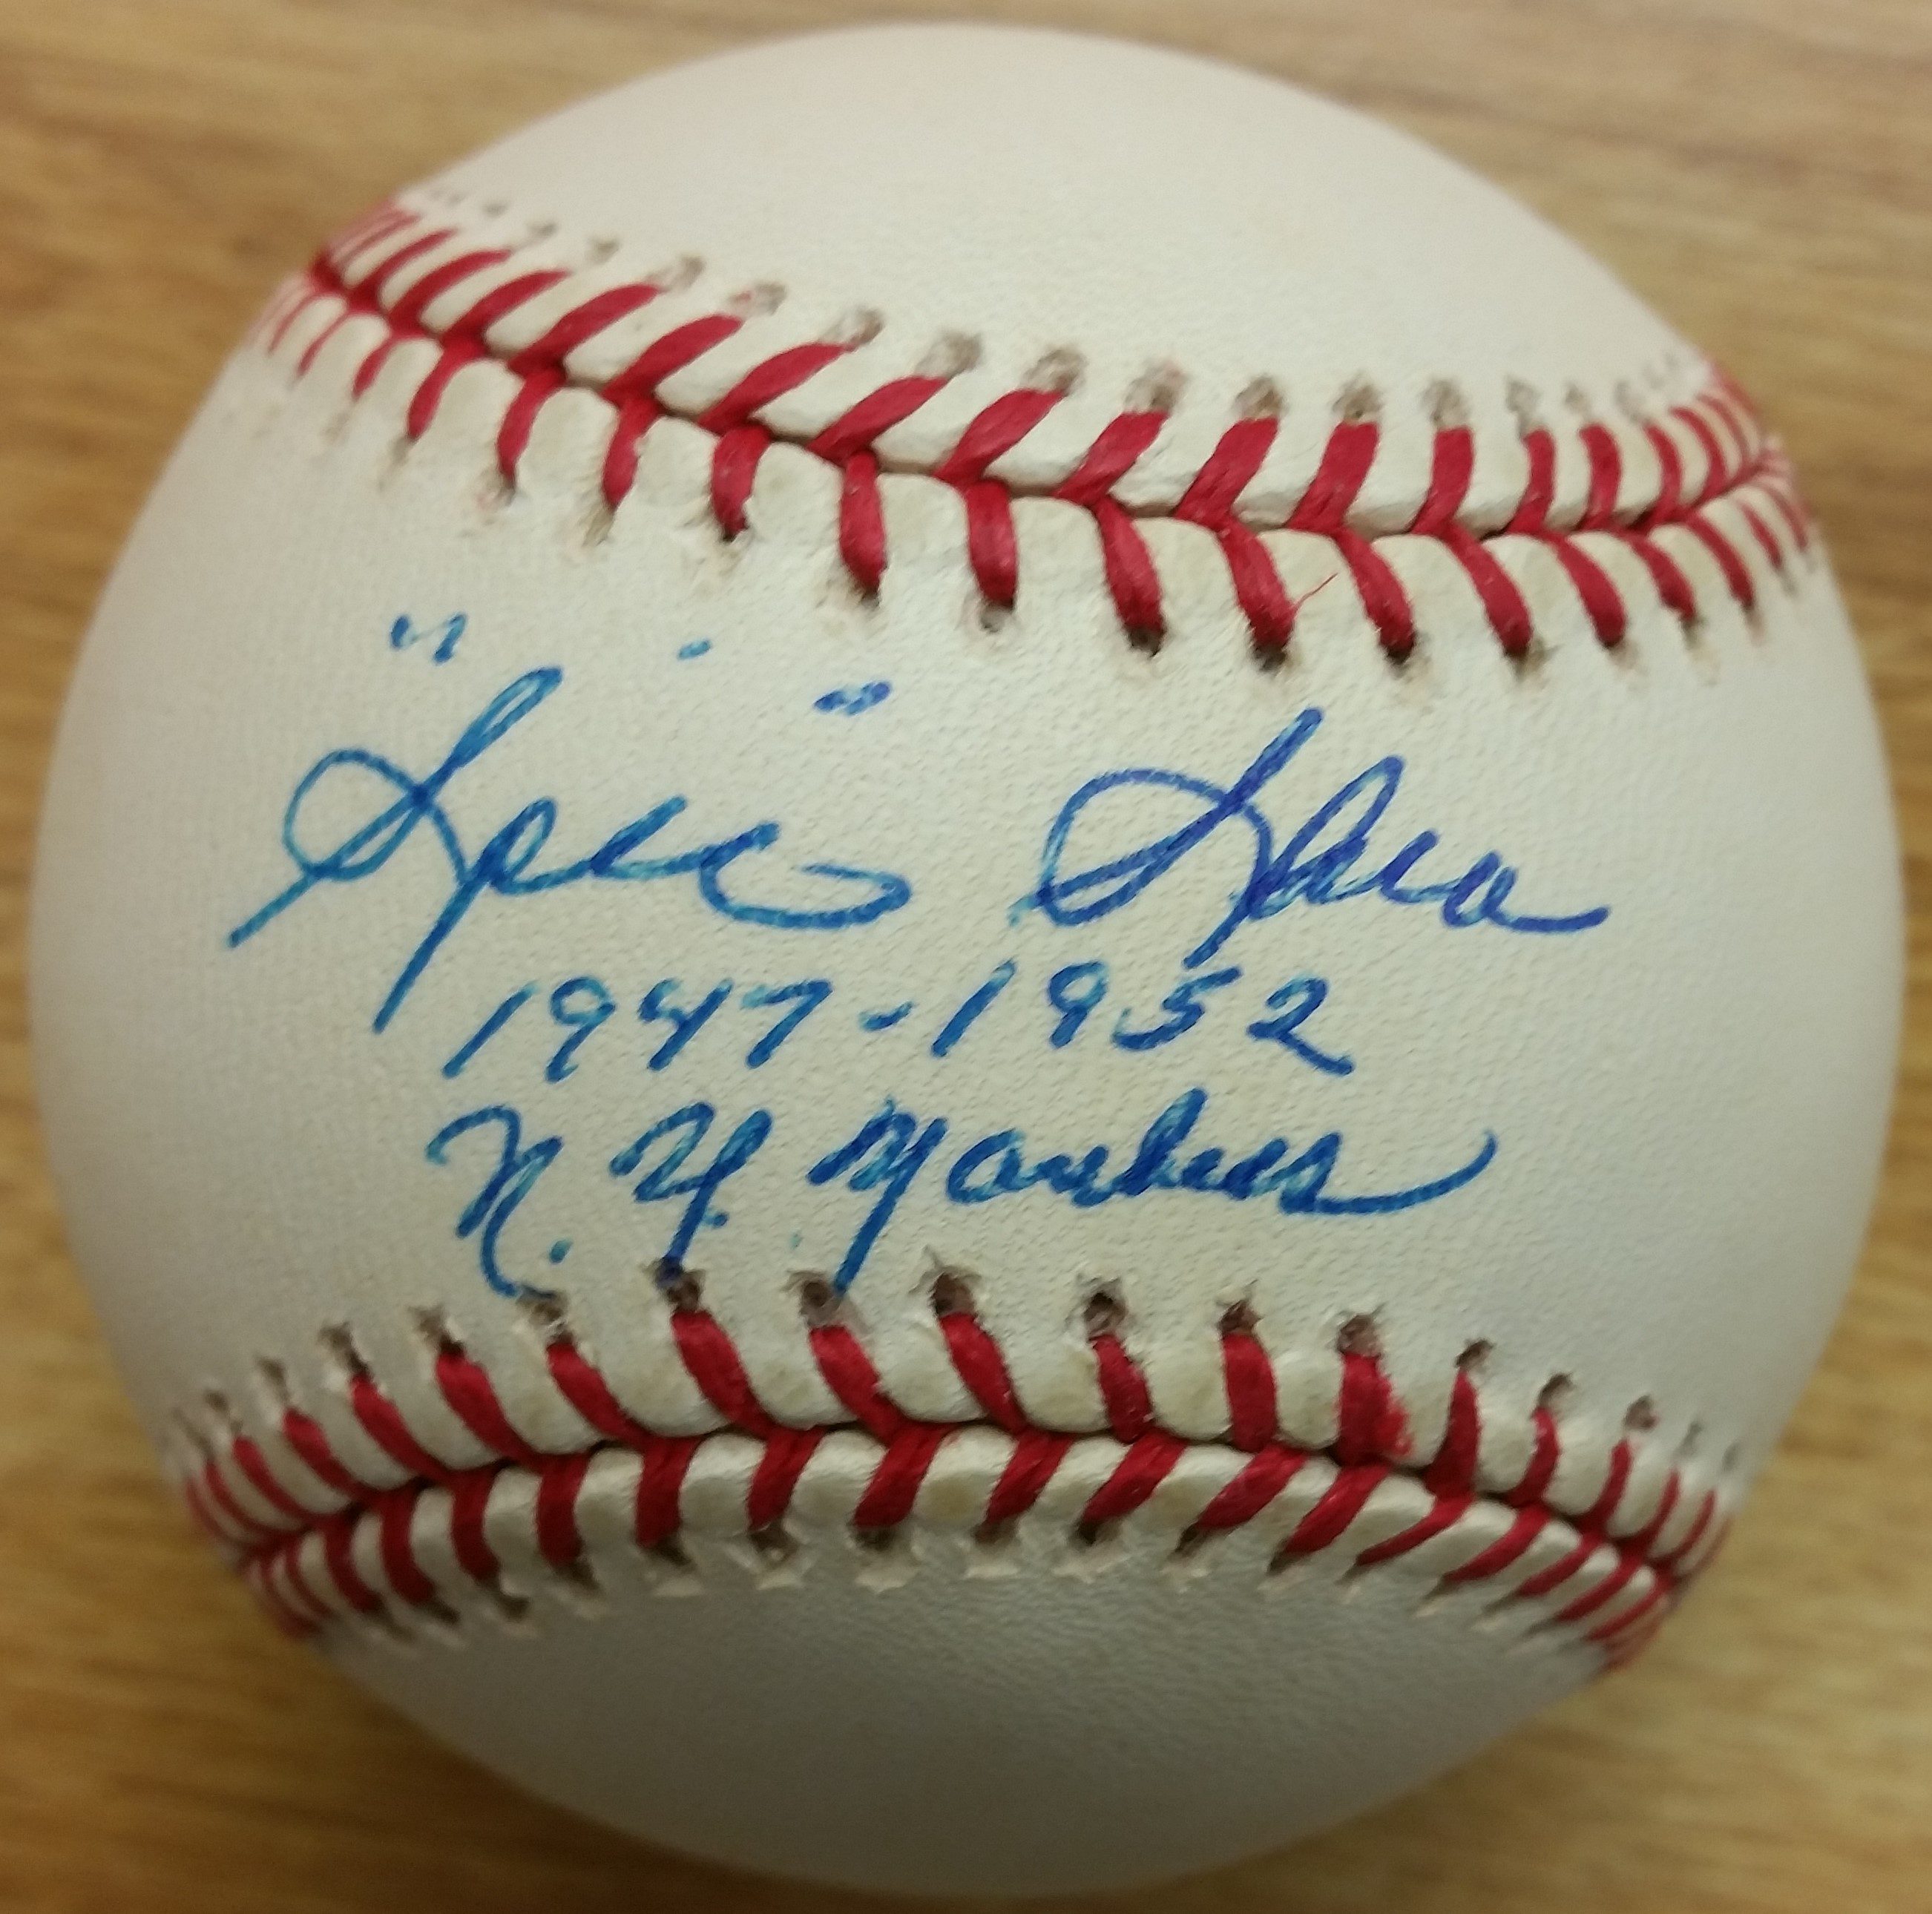 "Spec" Shea
1947-1952
N.Y. Yankees